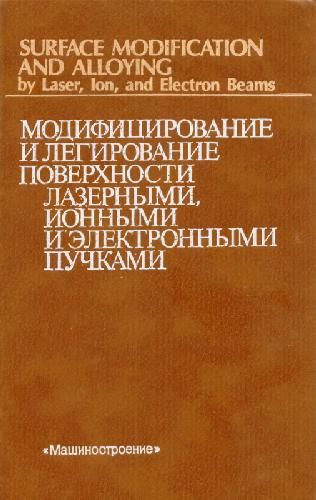 SURFACE MODIFICATION
AND ALLOYING
by Laser, Ion, and Electron Beams
МОДИФИЦИРОВАНИЕ
И ЛЕГИРОВАНИЕ
ПОВЕРХНОСТИ
ЛАЗЕРНЫМИ,
ИОННЫМИ
И ЭЛЕКТРОННЫМИ
ПУЧКАМИ
«Машиностроение»